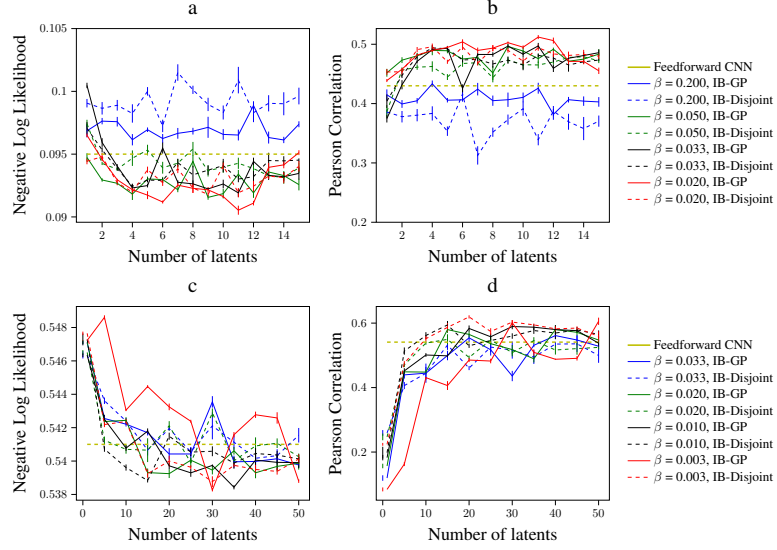 a
Negative Log Likelihood
0.105
0.1
0.095
0.09
2
4
6
8
10
12
14
Number of latents
b
Pearson Correlation
0.5
0.4
0.3
0.2
2
4
6
8
10
12
14
Number of latents
Feedforward CNN
β = 0.200, IB-GP
β = 0.200, IB-Disjoint
β = 0.050, IB-GP
β = 0.050, IB-Disjoint
β = 0.033, IB-GP
β = 0.033, IB-Disjoint
β = 0.020, IB-GP
β = 0.020, IB-Disjoint
c
Negative Log Likelihood
0.548
0.546
0.544
0.542
0.54
0.538
0
10
20
30
40
50
Number of latents
d
Pearson Correlation
0.6
0.4
0.2
0
10
20
30
40
50
Number of latents
Feedforward CNN
β = 0.033, IB-GP
β = 0.033, IB-Disjoint
β = 0.020, IB-GP
β = 0.020, IB-Disjoint
β = 0.010, IB-GP
β = 0.010, IB-Disjoint
β = 0.003, IB-GP
β = 0.003, IB-Disjoint